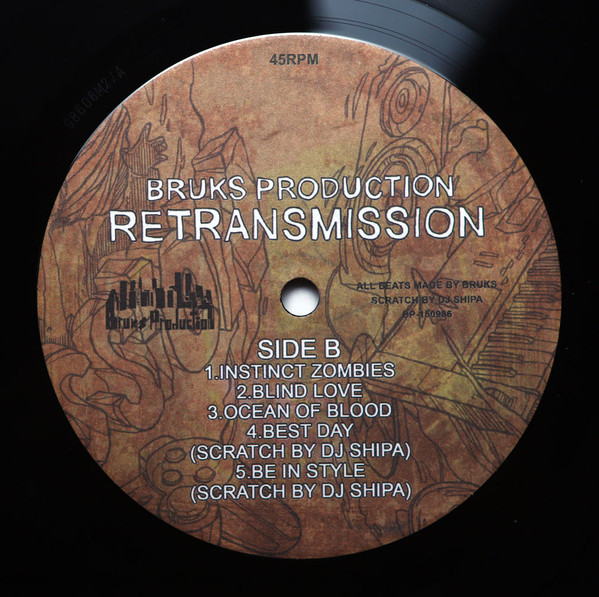 45RPM
BRUKS PRODUCTION
RETRANSMISSION
Bruks Production
ALL BEATS MADE BY BRUKS
SCRATCH BY DJ SHIPA
BP-150986
SIDE B
1.INSTINCT ZOMBIES
2.BLIND LOVE
3.OCEAN OF BLOOD
4.BEST DAY
(SCRATCH BY DJ SHIPA)
5.BE IN STYLE
(SCRATCH BY DJ SHIPA)